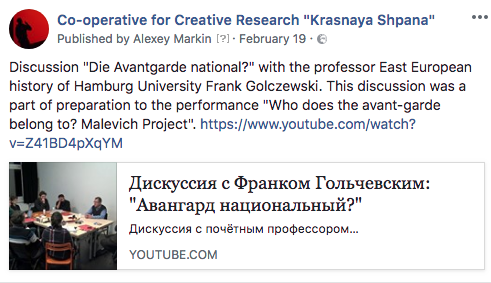 Co-operative for Creative Research "Krasnaya Shpana"
Published by Alexey Markin [?] · February 19 ·
Discussion "Die Avantgarde national?" with the professor East European
history of Hamburg University Frank Golczewski. This discussion was a
part of preparation to the performance "Who does the avant-garde
belong to? Malevich Project". https://www.youtube.com/watch?
v=Z41BD4pXqYM
Дискуссия с Франком Гольчевским:
"Авангард национальный?"
Дискуссия с почётным профессором...
YOUTUBE.COM